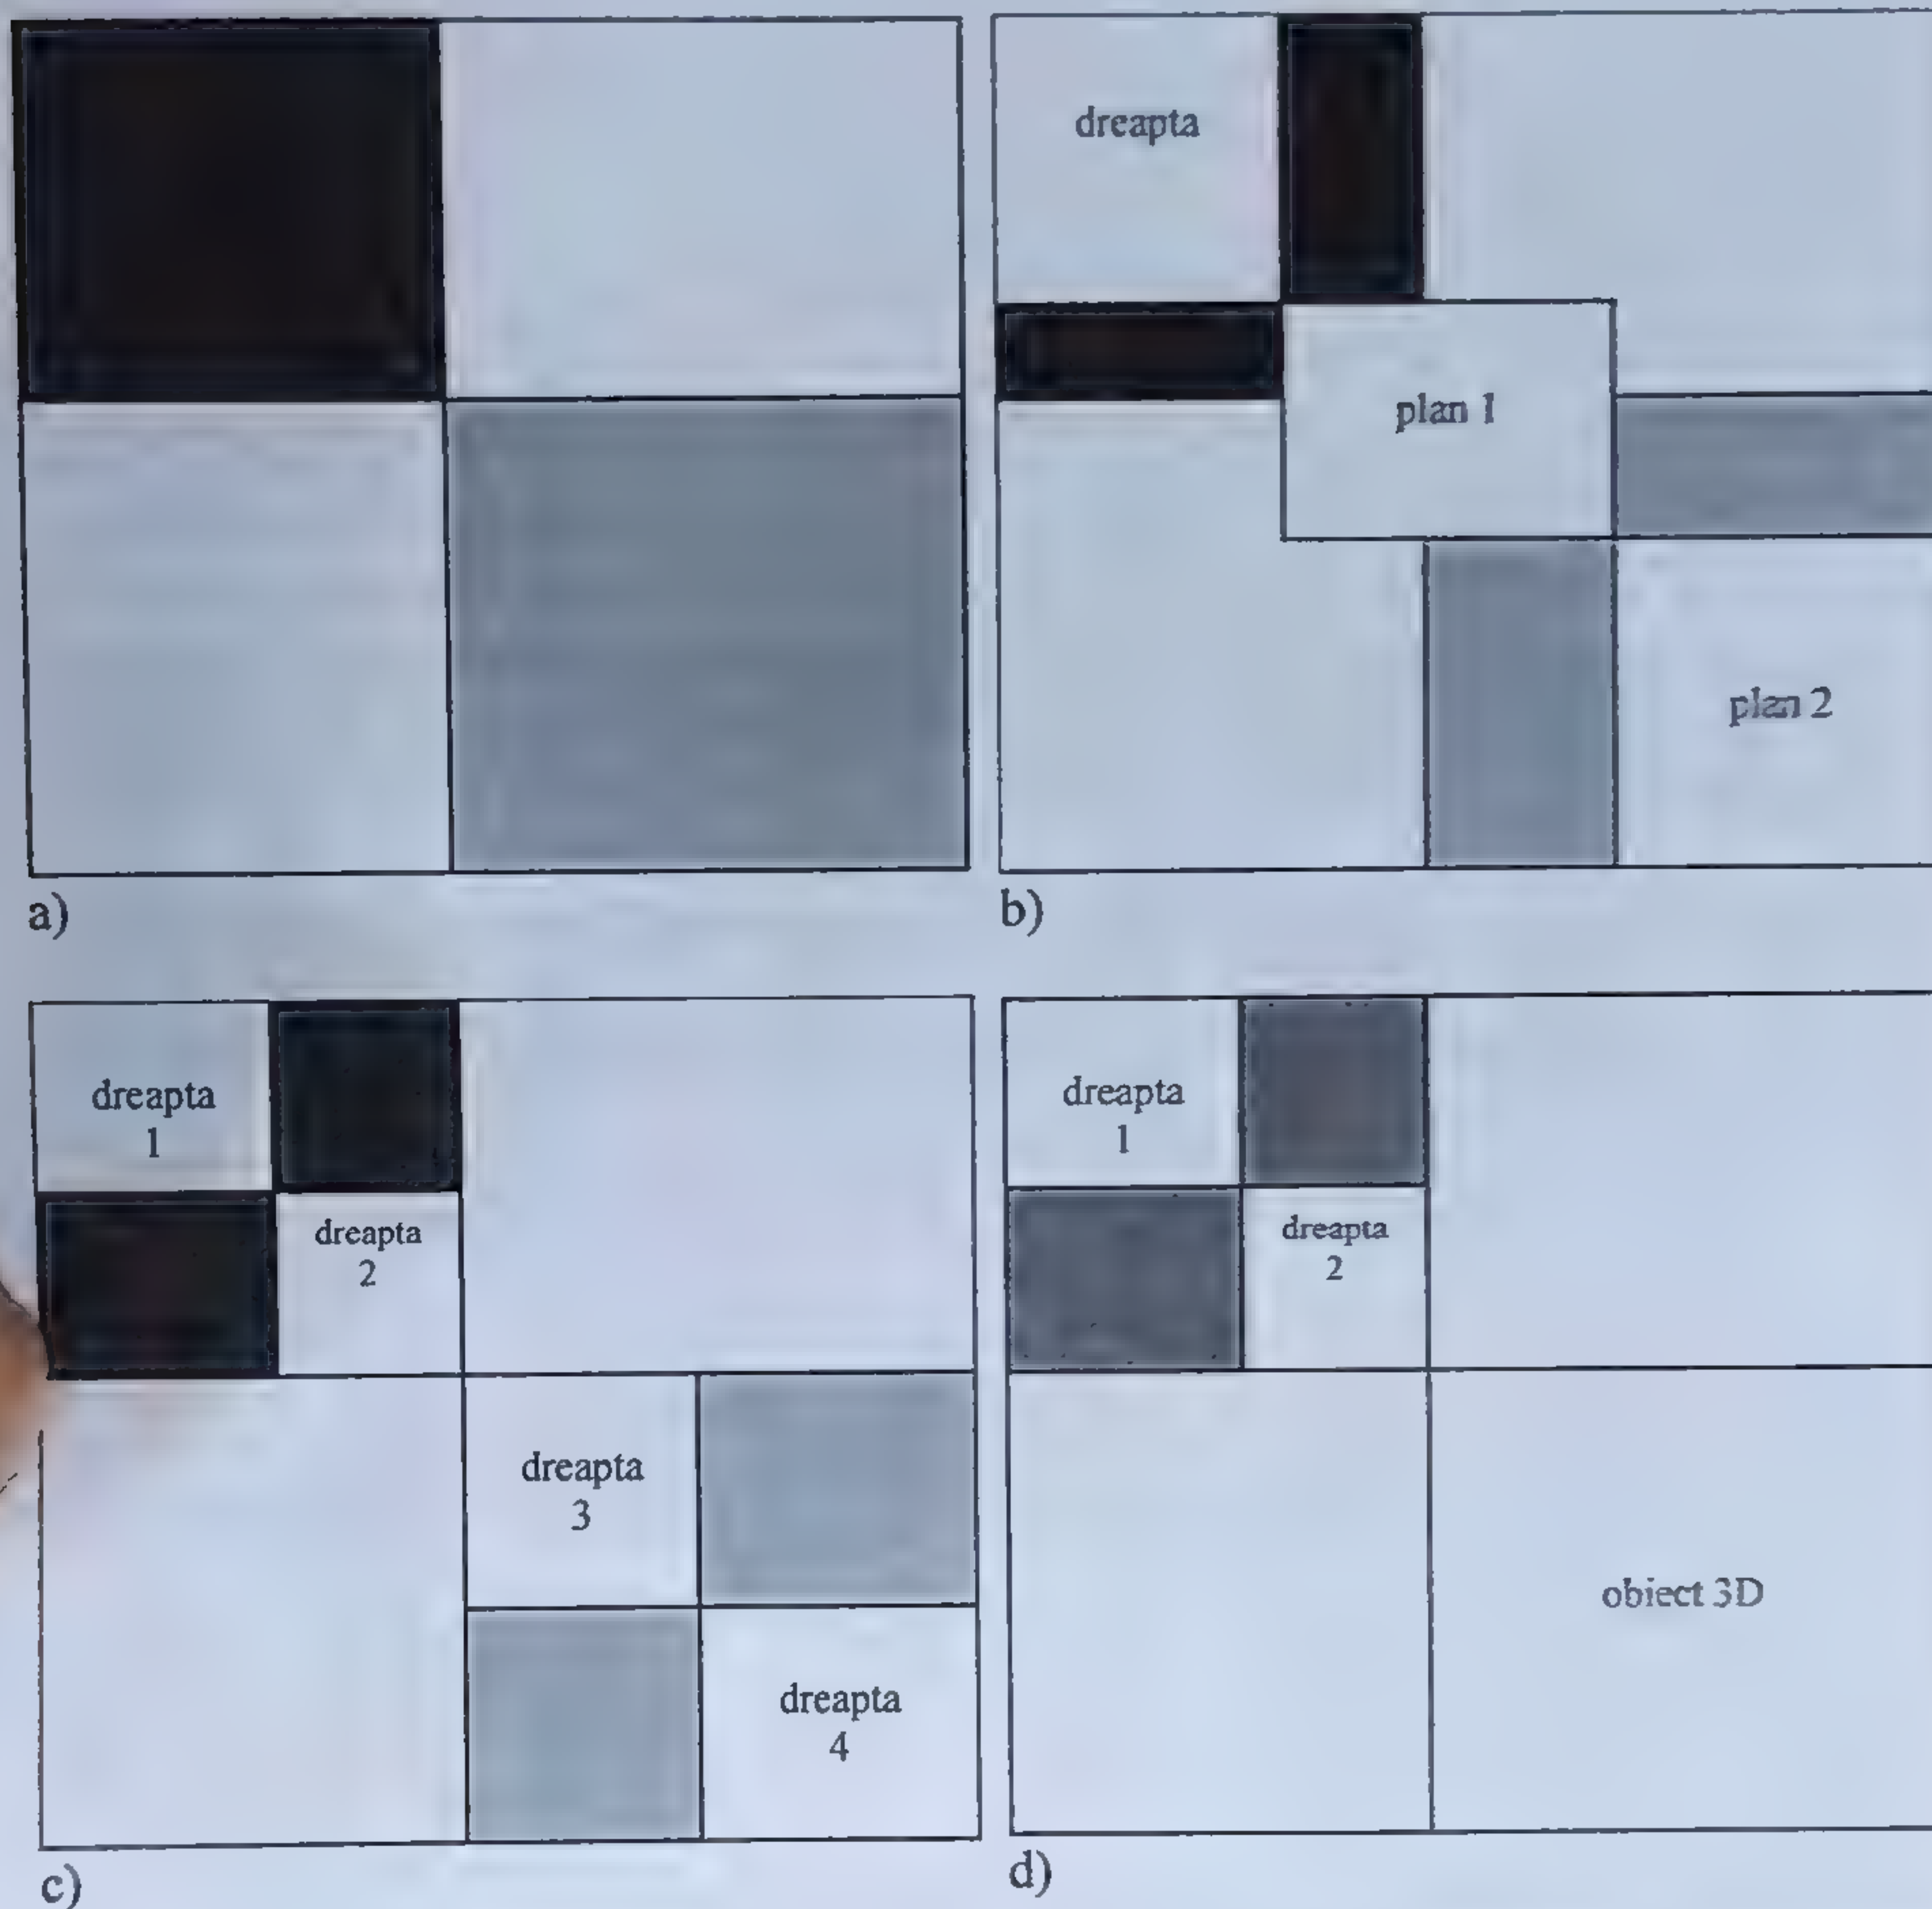 dreapta
plan 1
plan 2
a)
b)
dreapta
1
dreapta
2
dreapta
3
dreapta
4
dreapta
1
dreapta
2
obiect 3D
c)
d)